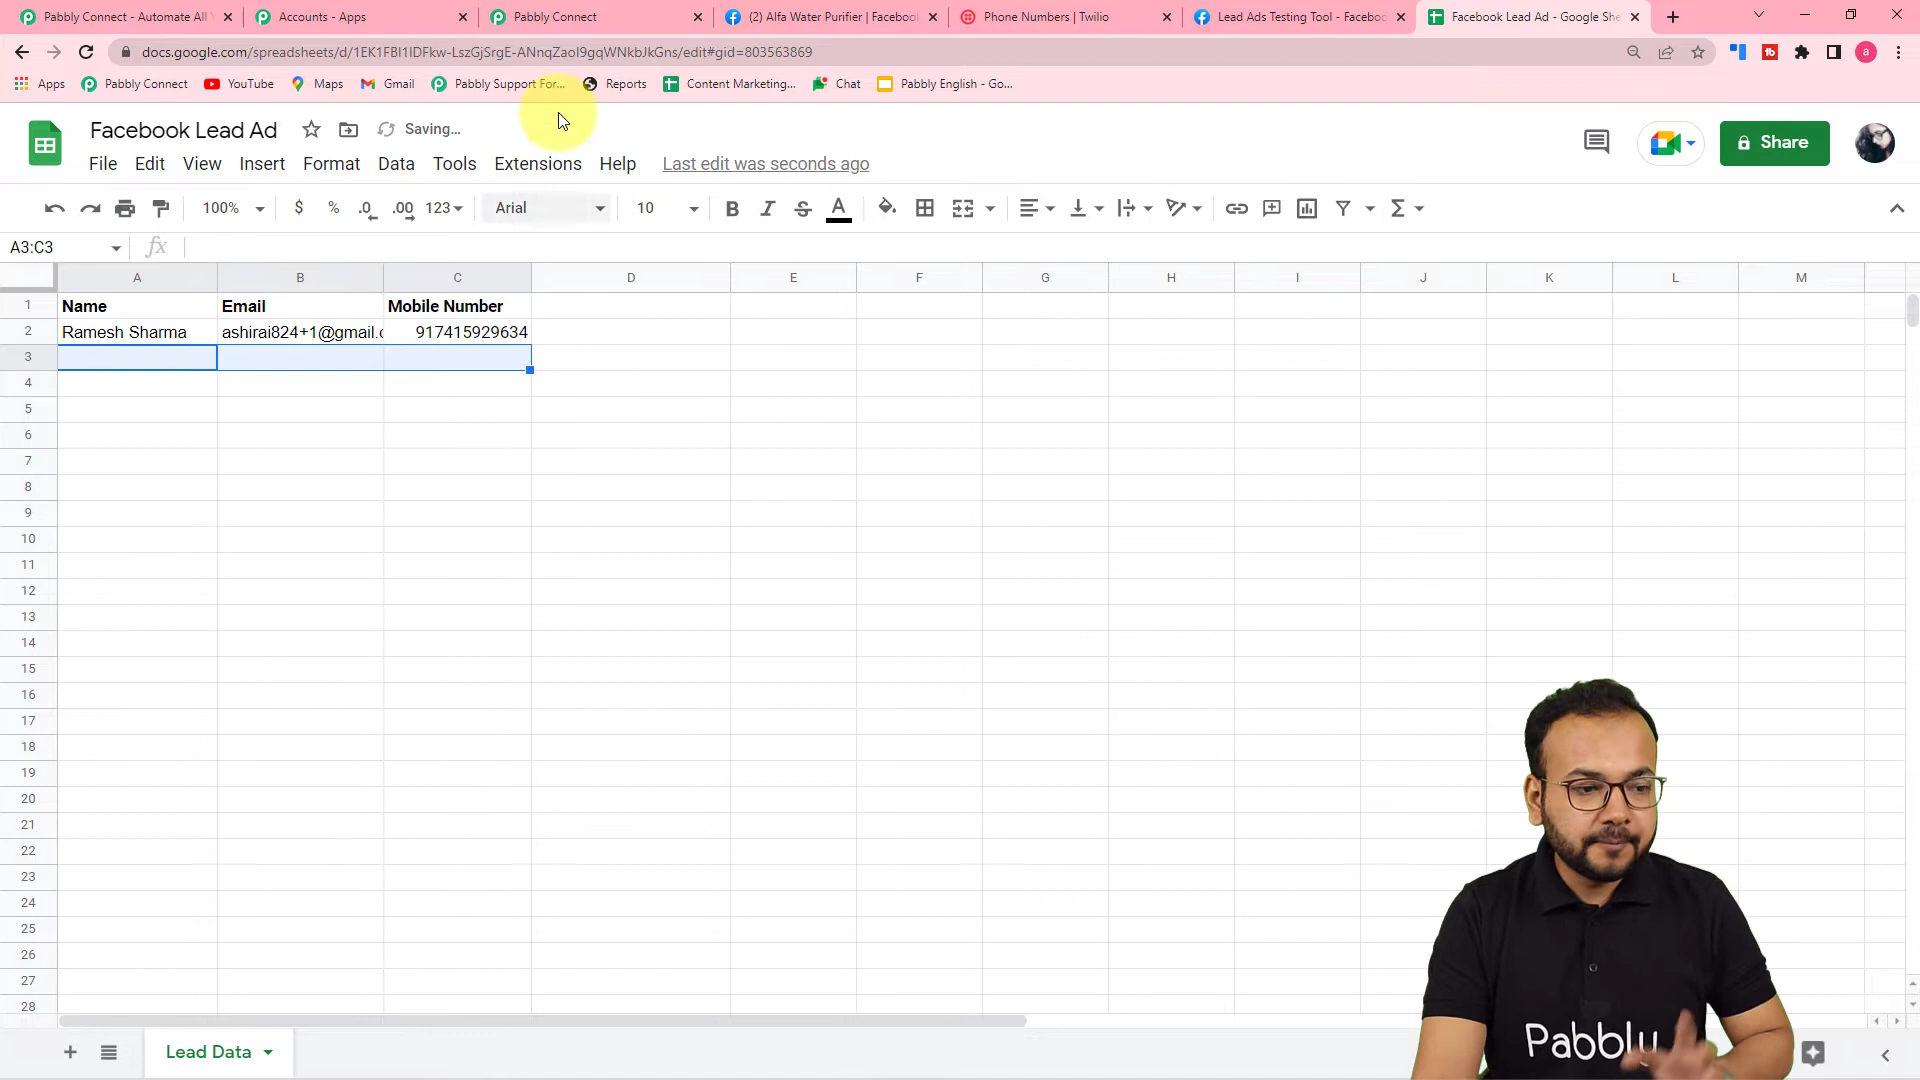 Pabbly Connect - Automate All
Accounts - Apps
Pabbly Connect
(2) Alfa Water Purifier | Facebook
Phone Numbers | Twilio
Lead Ads Testing Tool - Facebo
Facebook Lead Ad - Google She
docs.google.com/spreadsheets/d/1EK1FBI1IDFkw-LszGjSrgE-ANnqZaoI9gqWNkbJkGns/edit#gid=803563869
Apps
Pabbly Connect
YouTube
Maps
Gmail
Pabbly Support For...
Reports
Content Marketing...
Chat
Pabbly English - Go...
Facebook Lead Ad
Saving...
File Edit View Insert Format Data Tools Extensions Help
Last edit was seconds ago
Share
100% $ % .0 .00 123 Arial 10 B I S A
A3:C3
fx
A B C D E F G H I J K L M
1 Name Email Mobile Number
2 Ramesh Sharma ashirai824+1@gmail.c 917415929634
3
4
5
6
7
8
9
10
11
12
13
14
15
16
17
18
19
20
21
22
23
24
25
26
27
28
Lead Data
Pabbly